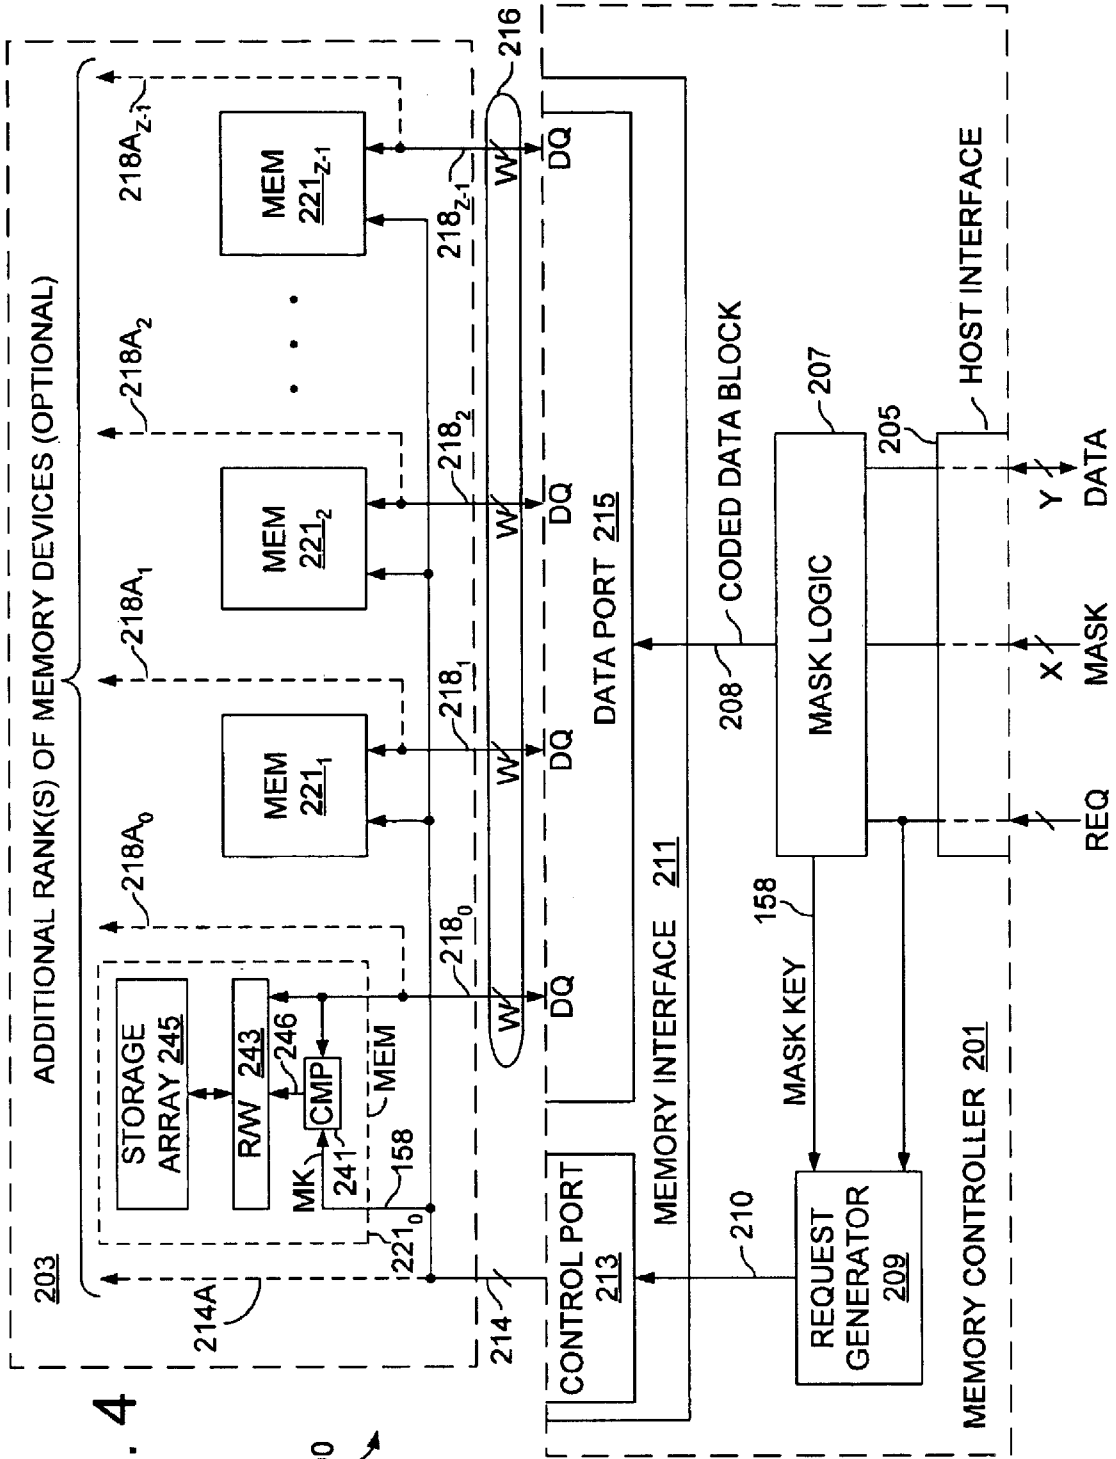 . 4
0
203
ADDITIONAL RANK(S) OF MEMORY DEVICES (OPTIONAL)
214A
218A0
218A1
218A2
218AZ-1
STORAGE
ARRAY 245
R/W 243
246
CMP
MK
241
158
MEM
2210
MEM
2211
MEM
2212
MEM
221Z-1
214
2180
2181
2182
218Z-1
216
W
W
W
W
DQ
DQ
DQ
DQ
CONTROL PORT
213
DATA PORT 215
MEMORY INTERFACE 211
210
208
CODED DATA BLOCK
REQUEST
GENERATOR
209
MASK KEY
158
MASK LOGIC
207
205
HOST INTERFACE
MEMORY CONTROLLER 201
X
Y
REQ
MASK
DATA